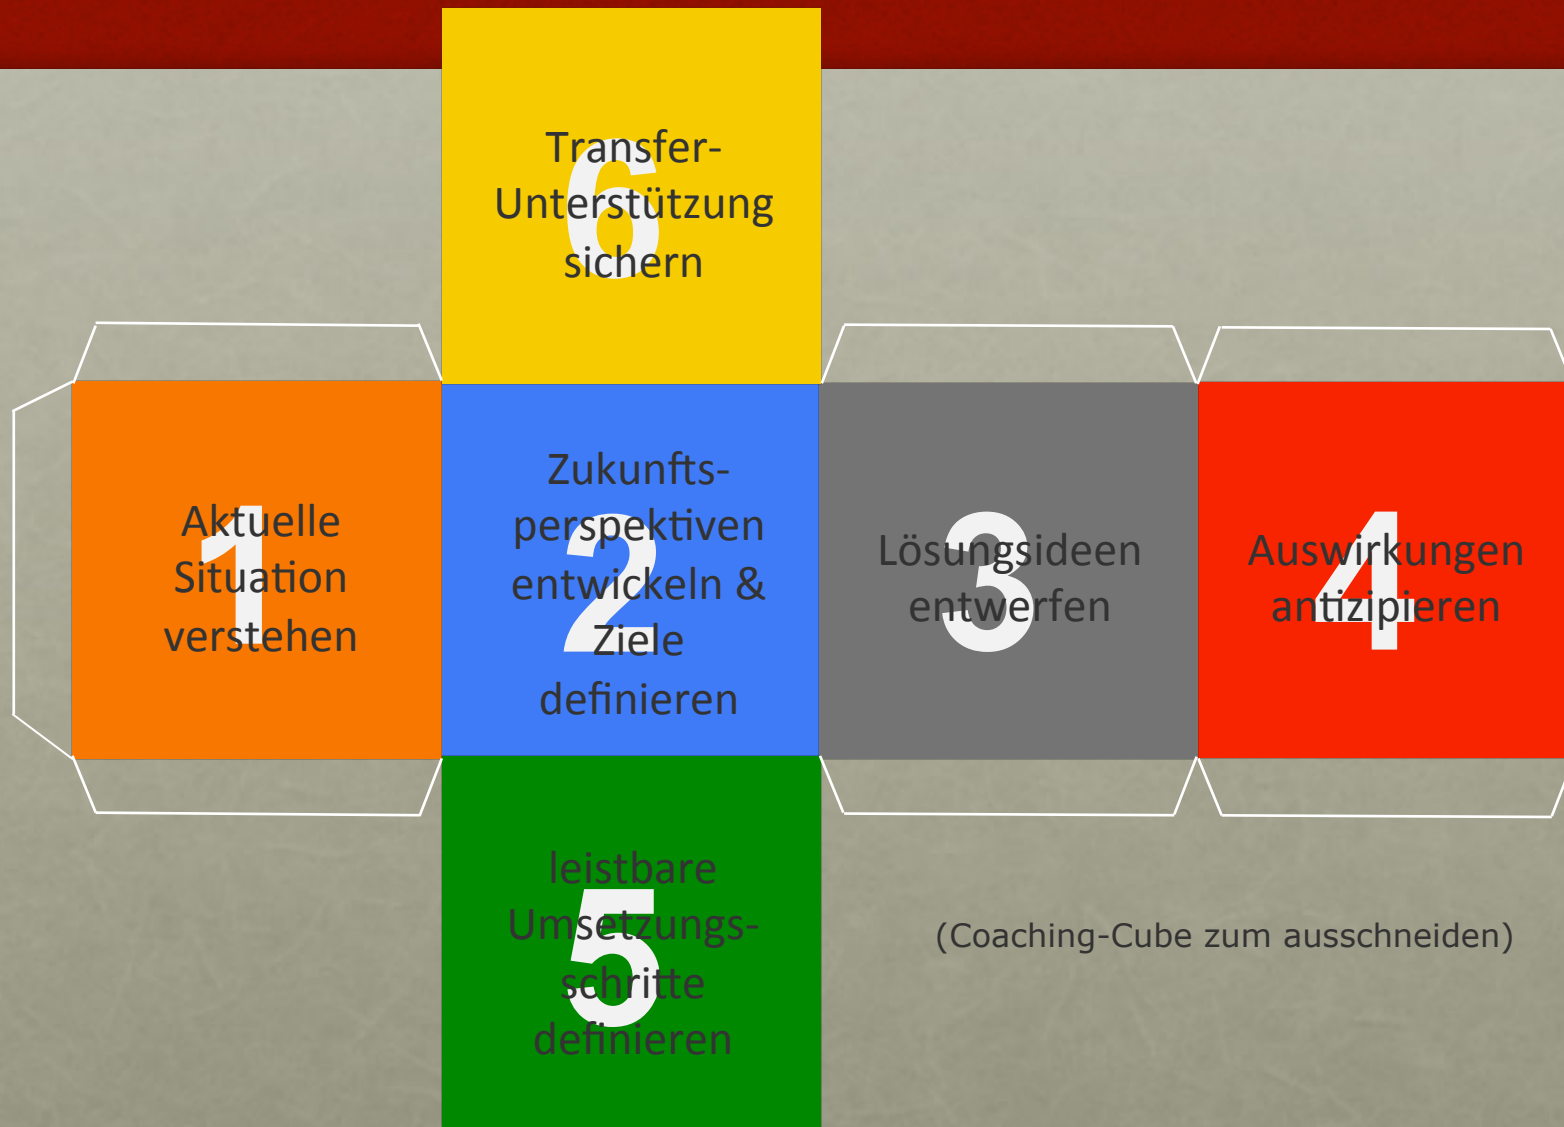 6
Transfer-
Unterstützung
sichern
1
Aktuelle
Situation
verstehen
2
Zukunfts-
perspektiven
entwickeln &
Ziele
definieren
3
Lösungsideen
entwerfen
4
Auswirkungen
antizipieren
5
leistbare
Umsetzungs-
schritte
definieren
(Coaching-Cube zum ausschneiden)